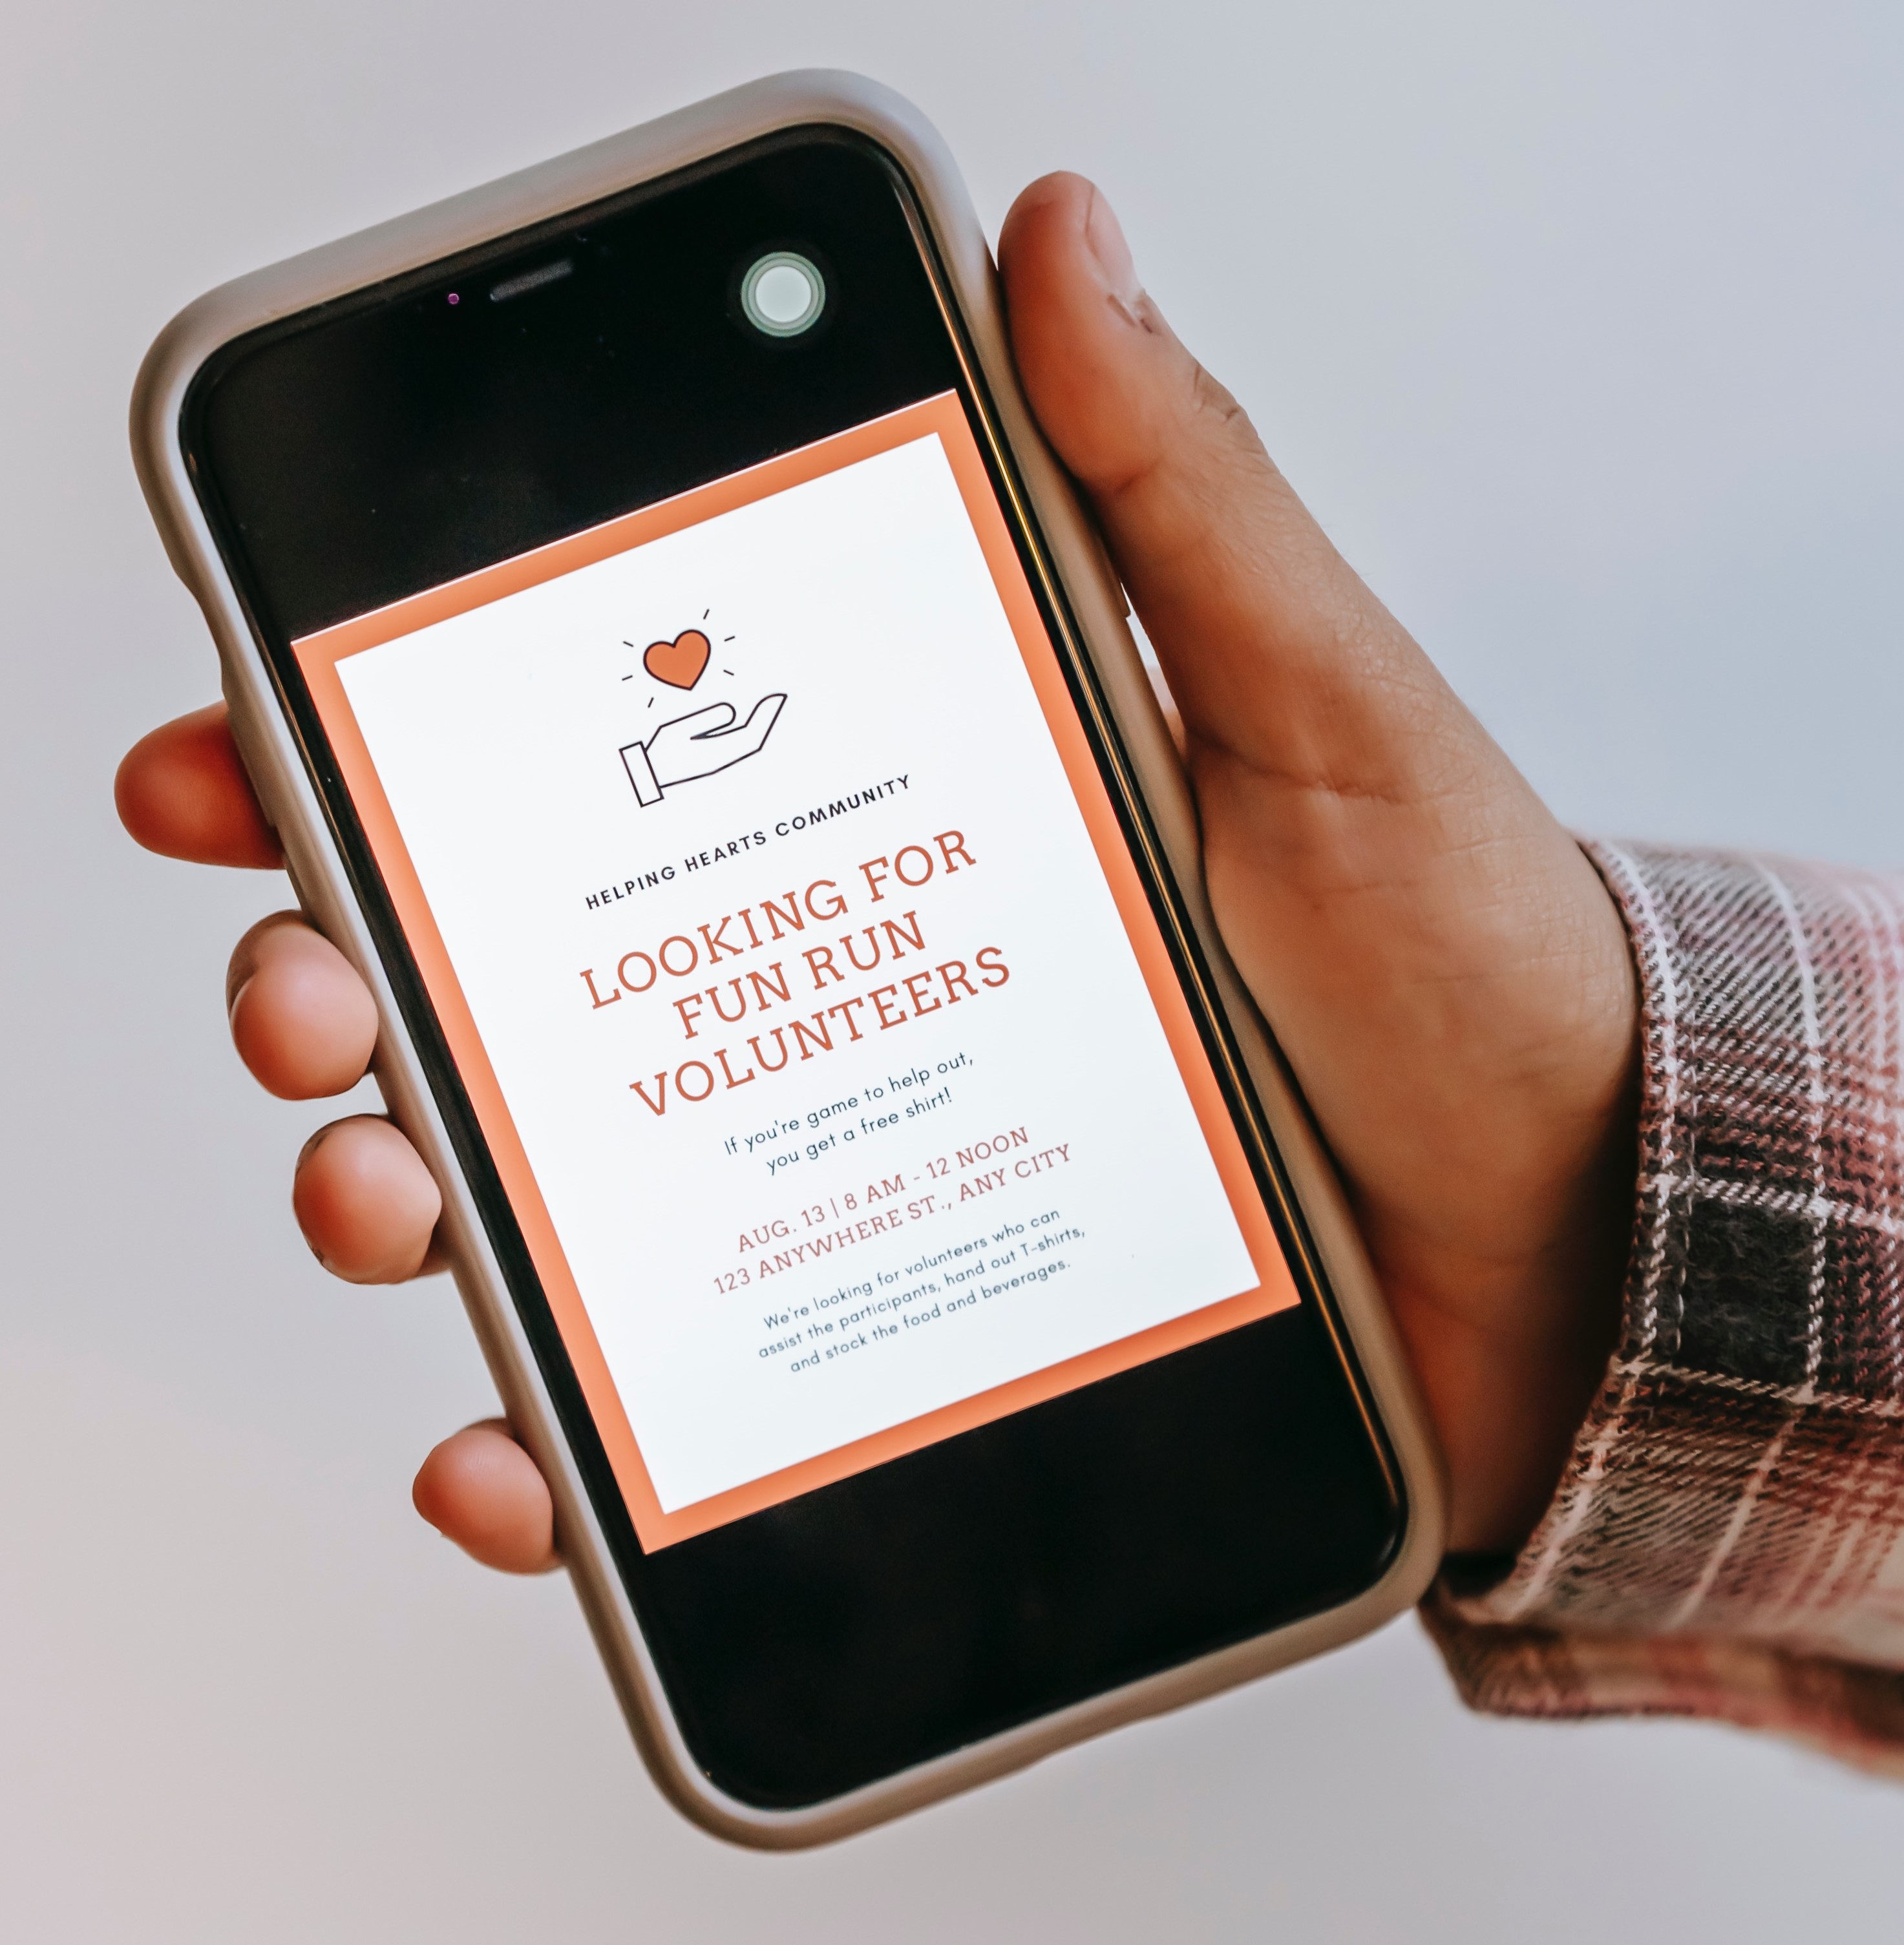 HELPING HEARTS COMMUNITY
LOOKING FOR
FUN RUN
VOLUNTEERS
If you're game to help out,
you get a free shirt!
AUG. 13 | 8 AM - 12 NOON
123 ANYWHERE ST., ANY CITY
We're looking for volunteers who can
assist the participants, hand out T-shirts,
and stock the food and beverages.